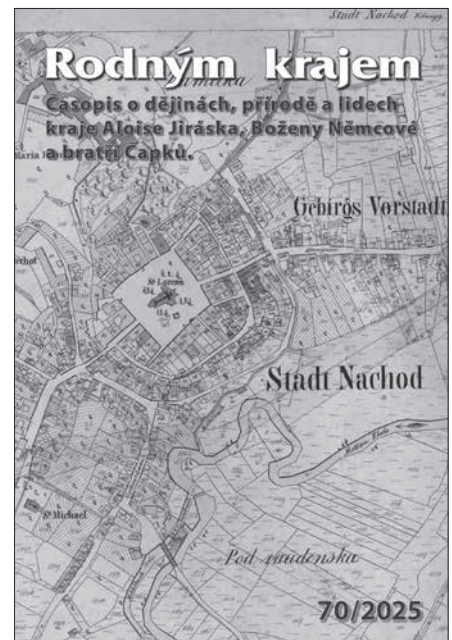 Stadt Nachod
Rodným krajem
Časopis o dějinách, přírodě a lidech
kraje Aloise Jiráska, Boženy Němcové
a bratří Čapků.
Gebirgs Vorstadt
St Lorenz
Stadt Nachod
St Michael
Pod
70/2025